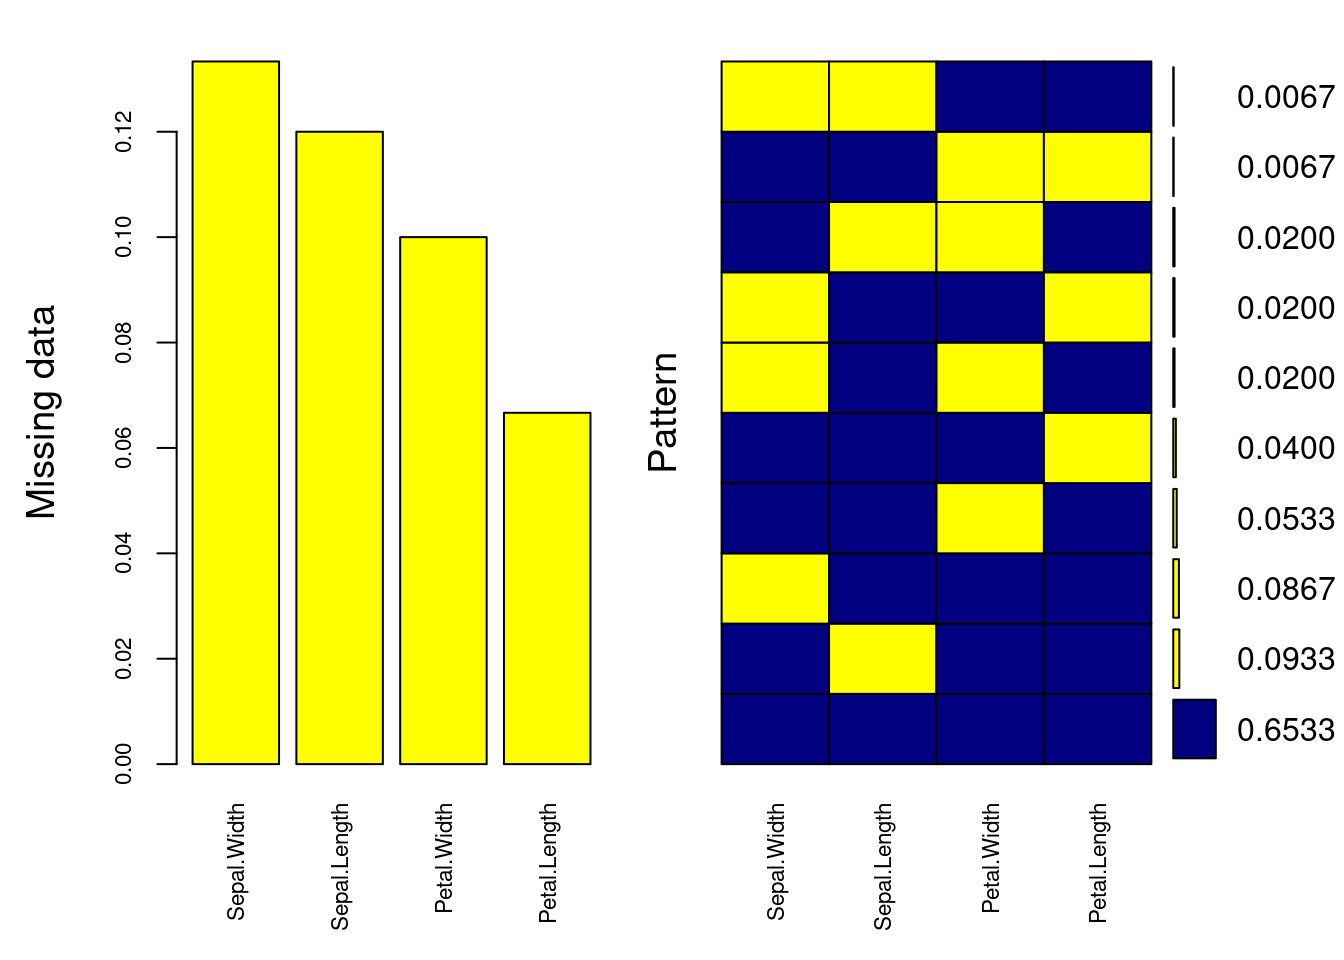 Missing data
0.12
0.10
0.08
0.06
0.04
0.02
0.00
Sepal.Width
Sepal.Length
Petal.Width
Petal.Length
Pattern
0.0067
0.0067
0.0200
0.0200
0.0200
0.0400
0.0533
0.0867
0.0933
0.6533
Sepal.Width
Sepal.Length
Petal.Width
Petal.Length